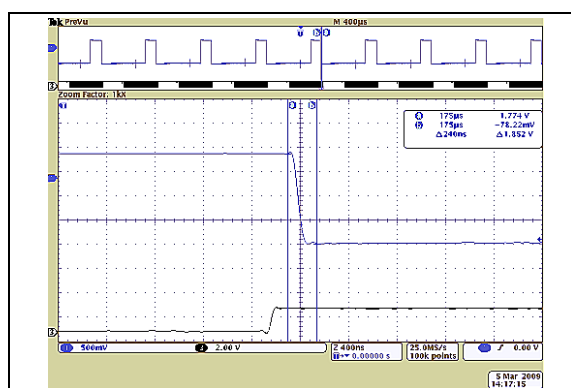 Tek PreVu M 400µs
Zoom Factor: 1kX
a 175µs 1.774 V
b 175µs -78.22mV
Δ240ns Δ1.852 V
1 500mV 2.00 V Z 400ns 25.0MS/s 0.00 V
0.00000 s 100k points
5 Mar 2009
14:17:15